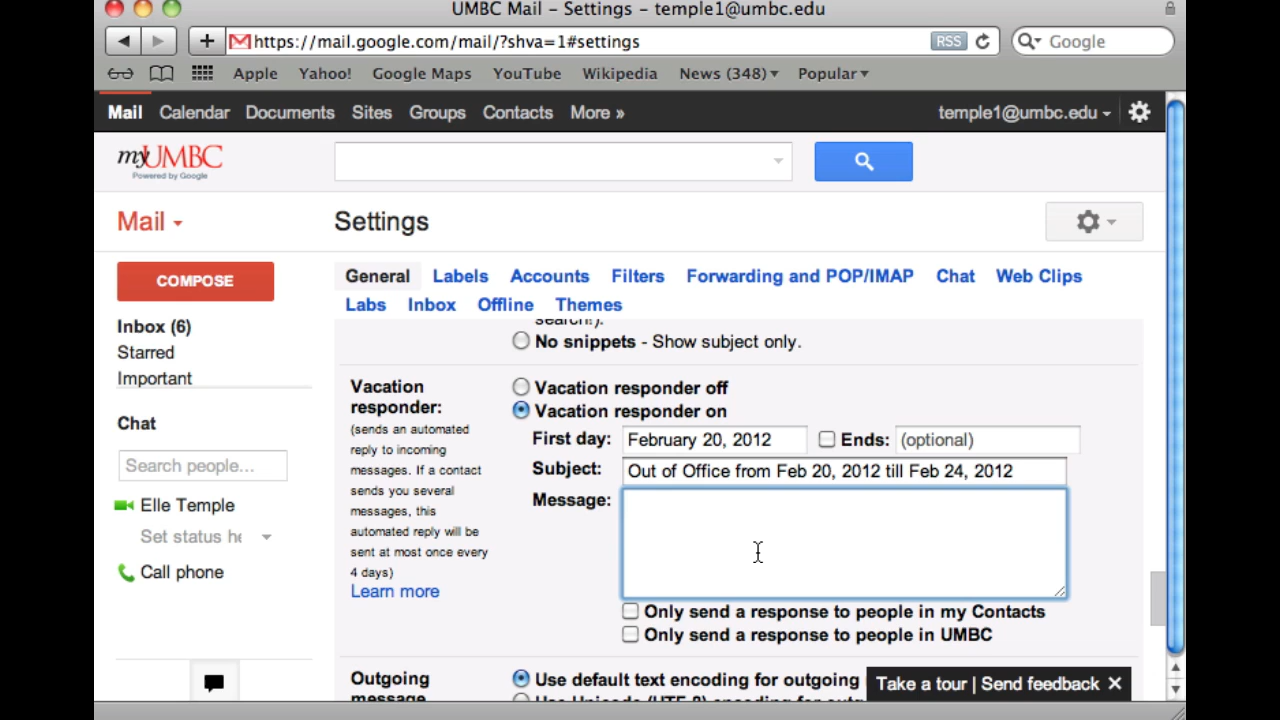 UMBC Mail – Settings – temple1@umbc.edu
https://mail.google.com/mail/?shva=1#settings RSS Google
Apple Yahoo! Google Maps YouTube Wikipedia News (348)▾ Popular▾
Mail Calendar Documents Sites Groups Contacts More » temple1@umbc.edu
myUMBC
Powered by Google
Mail Settings
COMPOSE
Inbox (6)
Starred
Important
Chat
Search people...
Elle Temple
Set status he
Call phone
General Labels Accounts Filters Forwarding and POP/IMAP Chat Web Clips
Labs Inbox Offline Themes
search!).
No snippets - Show subject only.
Vacation
responder:
(sends an automated
reply to incoming
messages. If a contact
sends you several
messages, this
automated reply will be
sent at most once every
4 days)
Learn more
Vacation responder off
Vacation responder on
First day: February 20, 2012 Ends: (optional)
Subject: Out of Office from Feb 20, 2012 till Feb 24, 2012
Message:
Only send a response to people in my Contacts
Only send a response to people in UMBC
Outgoing
message
Use default text encoding for outgoing
Use Unicode (UTF-8) encoding for outg
Take a tour | Send feedback ✕